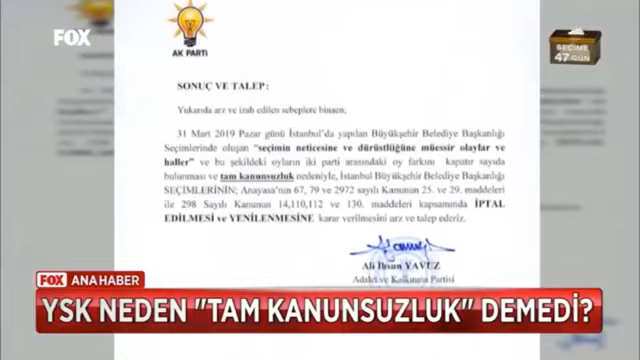 FOX
SEÇİME
47 GÜN
AK PARTİ
SONUÇ VE TALEP:
Yukarıda arz ve izah edilen sebeplere binaen;
31 Mart 2019 Pazar günü İstanbul'da yapılan Büyükşehir Belediye Başkanlığı
Seçimlerinde oluşan "seçimin neticesine ve dürüstlüğüne müessir olaylar ve
haller" ve bu şekildeki oyların iki parti arasındaki oy farkını kapatır sayıda
bulunması ve tam kanunsuzluk nedeniyle, İstanbul Büyükşehir Belediye Başkanlığı
SEÇİMLERİNİN; Anayasa'nın 67, 79 ve 2972 sayılı Kanunun 25. ve 29. maddeleri
ile 298 Sayılı Kanunun 14,110,112 ve 130. maddeleri kapsamında İPTAL
EDİLMESİ ve YENİLENMESİNE karar verilmesini arz ve talep ederiz.
Ali İhsan YAVUZ
Adalet ve Kalkınma Partisi
FOX ANA HABER
YSK NEDEN "TAM KANUNSUZLUK" DEMEDİ?